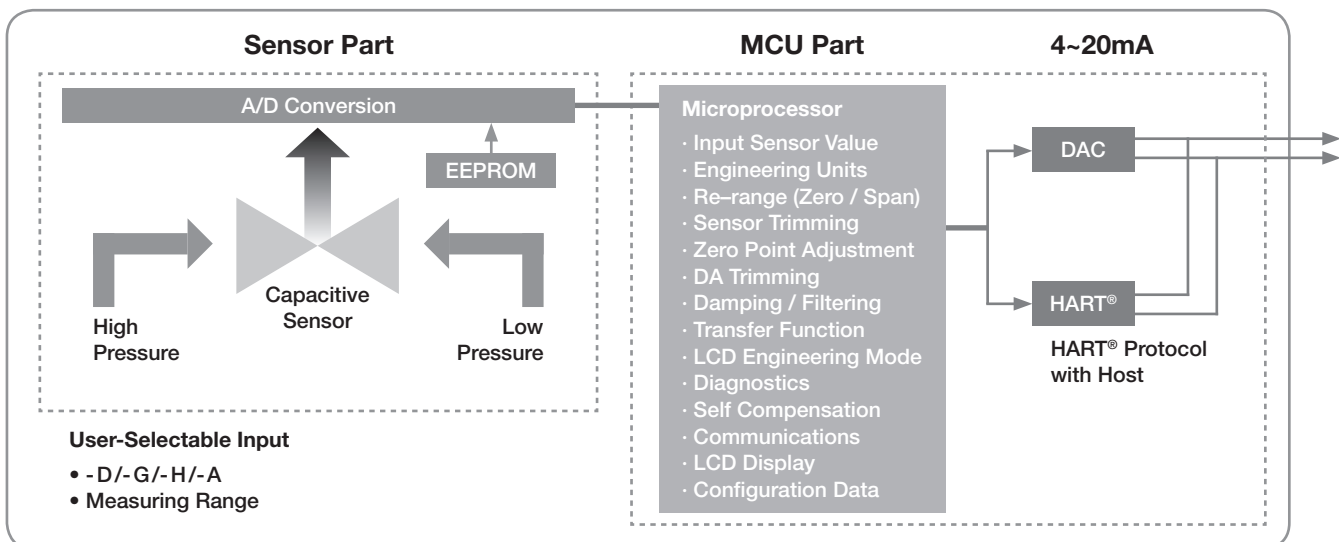 Sensor Part
MCU Part
4~20mA
A/D Conversion
EEPROM
High
Pressure
Capacitive
Sensor
Low
Pressure
Microprocessor
· Input Sensor Value
· Engineering Units
· Re–range (Zero / Span)
· Sensor Trimming
· Zero Point Adjustment
· DA Trimming
· Damping / Filtering
· Transfer Function
· LCD Engineering Mode
· Diagnostics
· Self Compensation
· Communications
· LCD Display
· Configuration Data
DAC
HART®
HART® Protocol
with Host
User-Selectable Input
• -D/-G/-H/-A
• Measuring Range